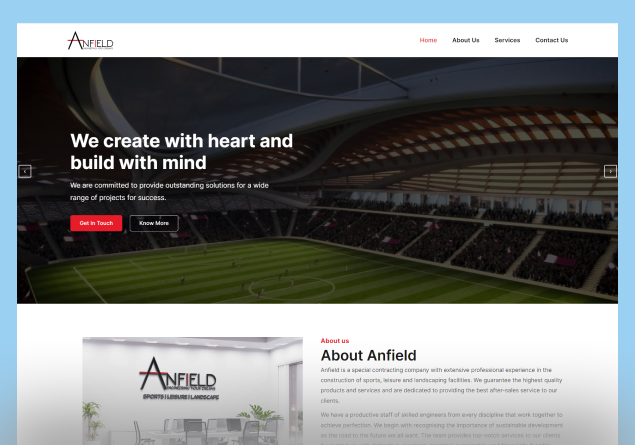 ANFIELD
Home
About Us
Services
Contact Us
We create with heart and
build with mind
We are committed to provide outstanding solutions for a wide
range of projects for success.
Get In Touch
Know More
ANFIELD
ENGINEERING YOUR DREAMS
SPORTS | LEISURE | LANDSCAPE
About us
About Anfield
Anfield is a special contracting company with extensive professional experience in the
construction of sports, leisure and landscaping facilities. We guarantee the highest quality
products and services and are dedicated to providing the best after-sales service to our
clients.
We have a productive staff of skilled engineers from every discipline that work together to
achieve perfection. We begin with recognising the importance of sustainable development
as the road to the future we all want. This team provides top-notch services to our clients